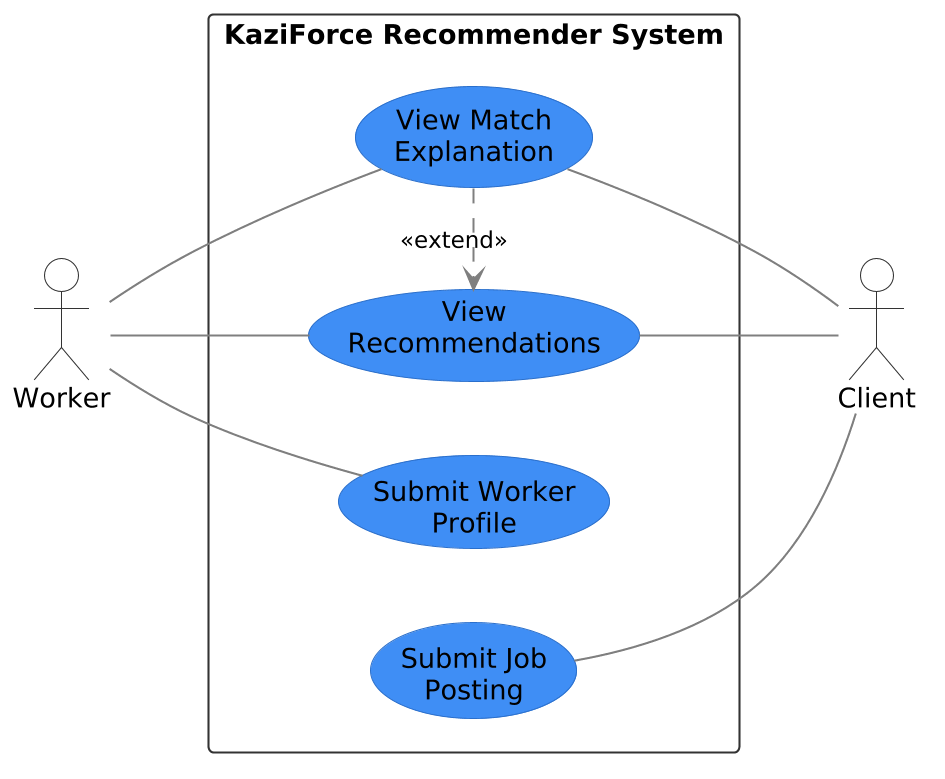 KaziForce Recommender System
View Match
Explanation
«extend»
View
Recommendations
Worker
Client
Submit Worker
Profile
Submit Job
Posting